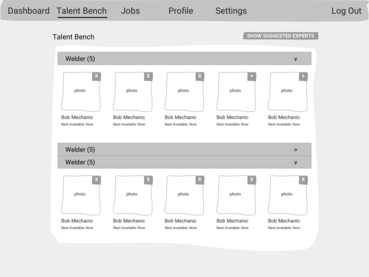 Dashboard Talent Bench Jobs Profile Settings Log Out
Talent Bench SHOW SUGGESTED EXPERTS
Welder (5) v
X X X + +
photo photo photo photo photo
Bob Mechanic Bob Mechanic Bob Mechanic Bob Mechanic Bob Mechanic
Next Available: Now Next Available: Now Next Available: Now Next Available: Now Next Available: Now
Welder (5) >
Welder (5) v
X X X X X
photo photo photo photo photo
Bob Mechanic Bob Mechanic Bob Mechanic Bob Mechanic Bob Mechanic
Next Available: Now Next Available: Now Next Available: Now Next Available: Now Next Available: Now